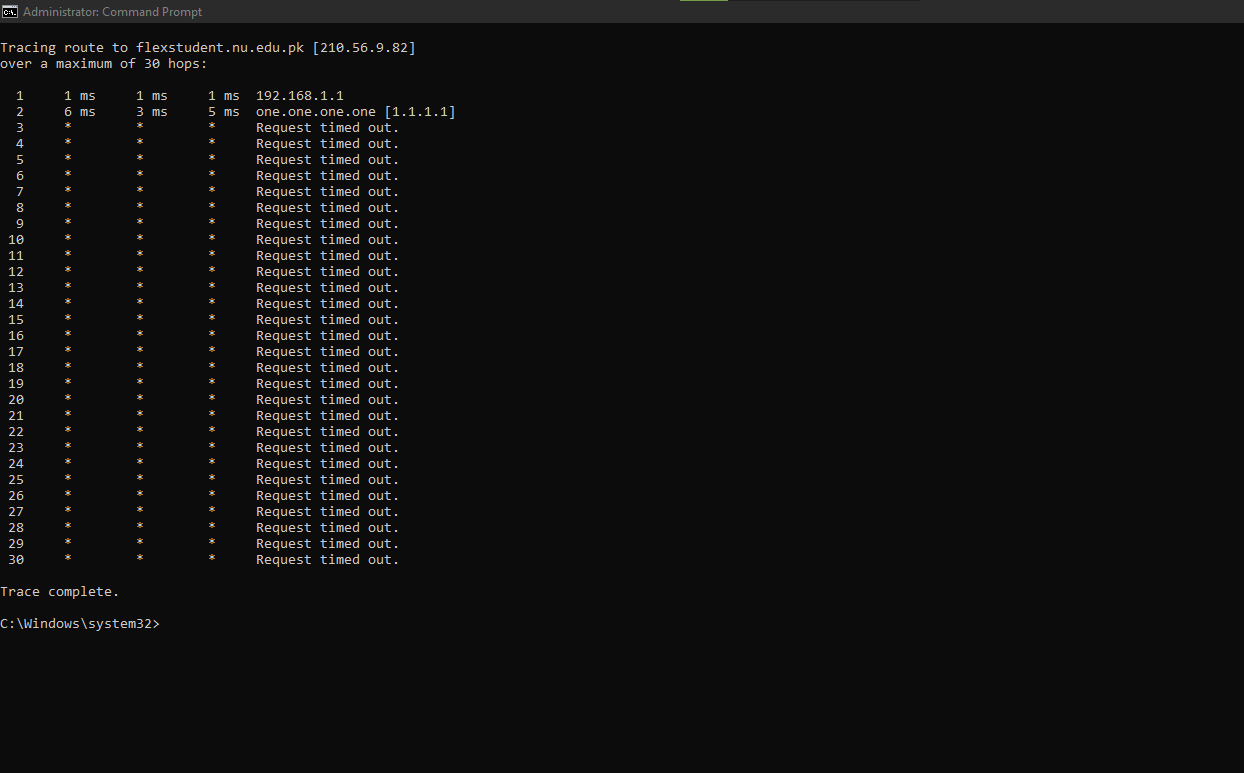 Administrator: Command Prompt
Tracing route to flexstudent.nu.edu.pk [210.56.9.82]
over a maximum of 30 hops:
1 1 ms 1 ms 1 ms 192.168.1.1
2 6 ms 3 ms 5 ms one.one.one.one [1.1.1.1]
3 * * * Request timed out.
4 * * * Request timed out.
5 * * * Request timed out.
6 * * * Request timed out.
7 * * * Request timed out.
8 * * * Request timed out.
9 * * * Request timed out.
10 * * * Request timed out.
11 * * * Request timed out.
12 * * * Request timed out.
13 * * * Request timed out.
14 * * * Request timed out.
15 * * * Request timed out.
16 * * * Request timed out.
17 * * * Request timed out.
18 * * * Request timed out.
19 * * * Request timed out.
20 * * * Request timed out.
21 * * * Request timed out.
22 * * * Request timed out.
23 * * * Request timed out.
24 * * * Request timed out.
25 * * * Request timed out.
26 * * * Request timed out.
27 * * * Request timed out.
28 * * * Request timed out.
29 * * * Request timed out.
30 * * * Request timed out.
Trace complete.
C:\Windows\system32>